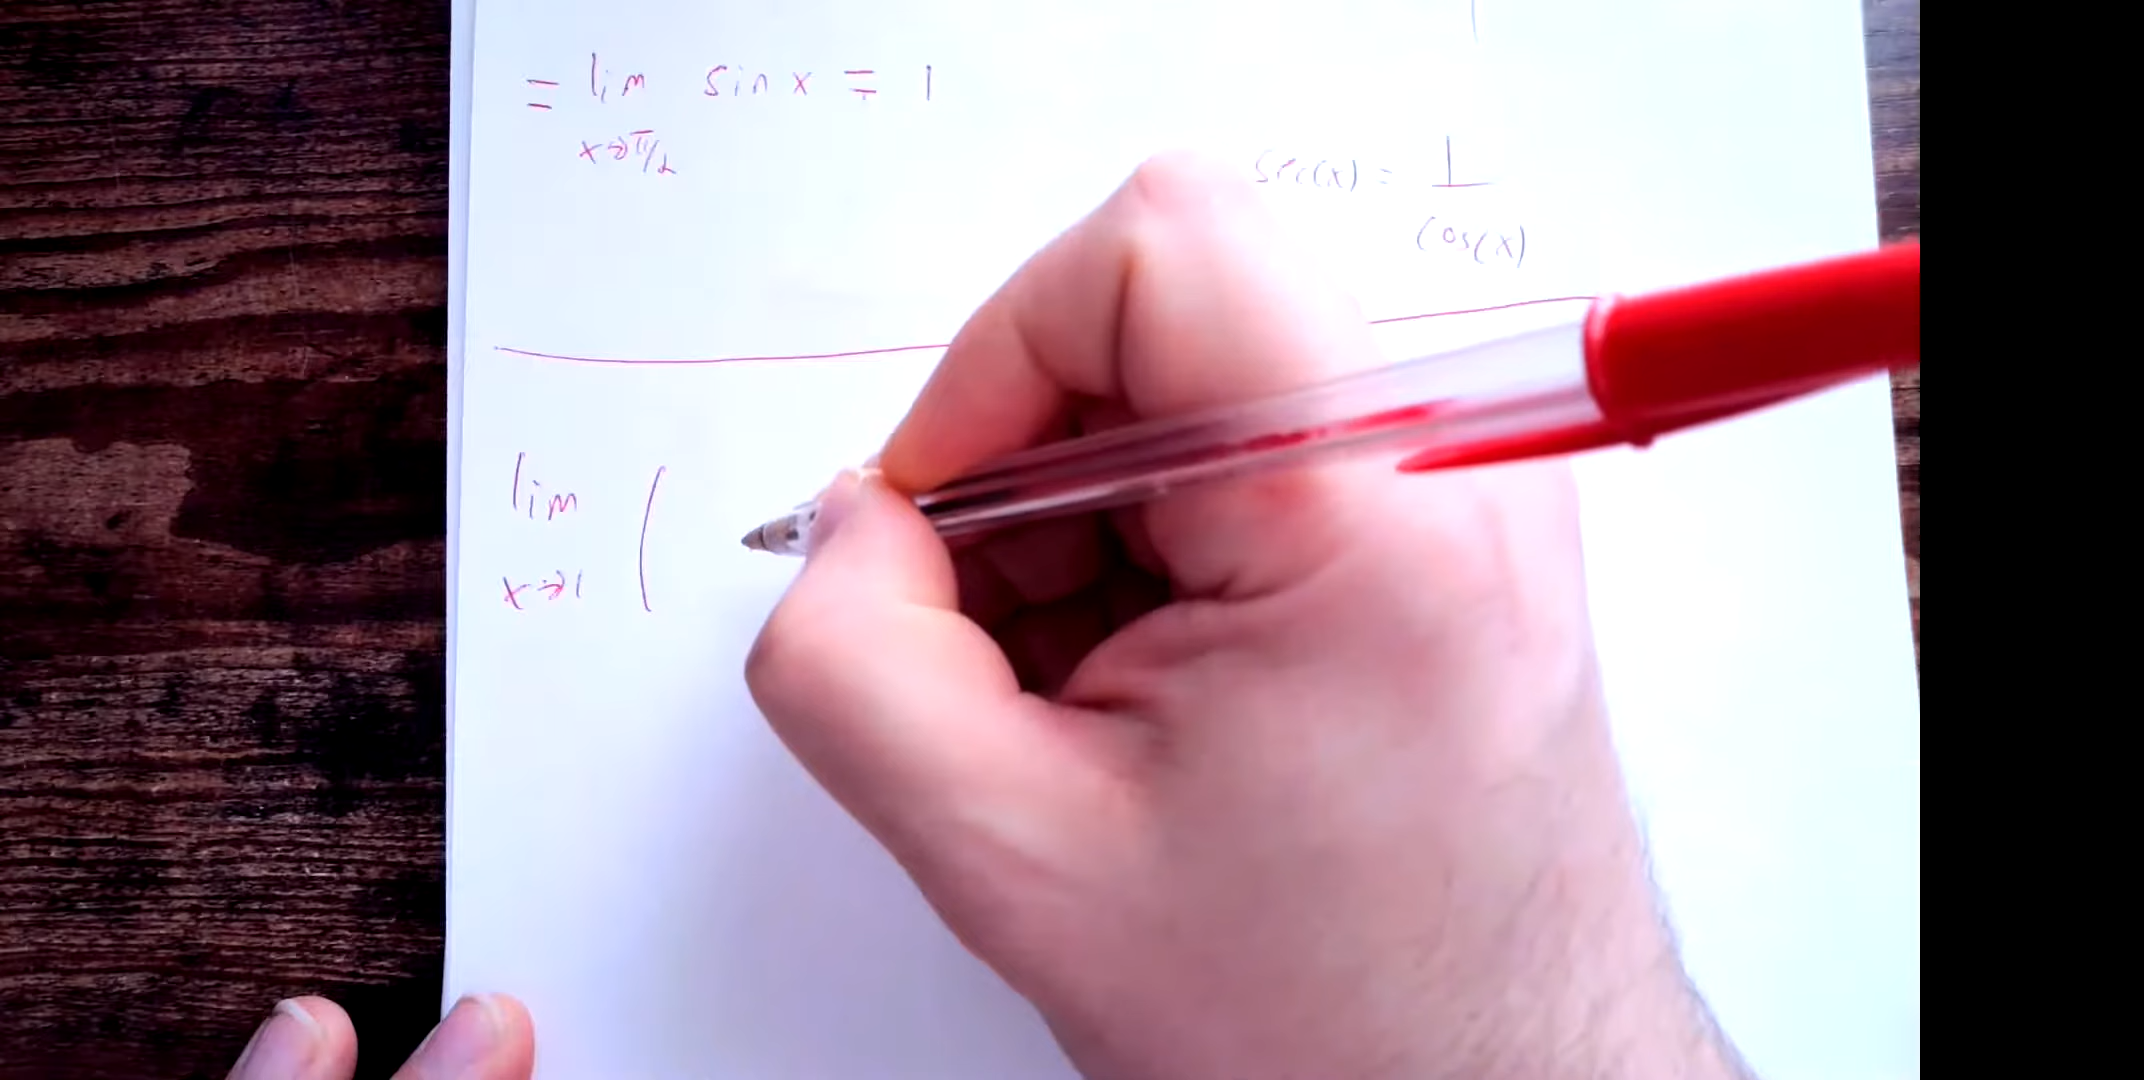 = lim sin x = 1
x→π/2
sec(x) = 1
cos(x)
lim (
x→1